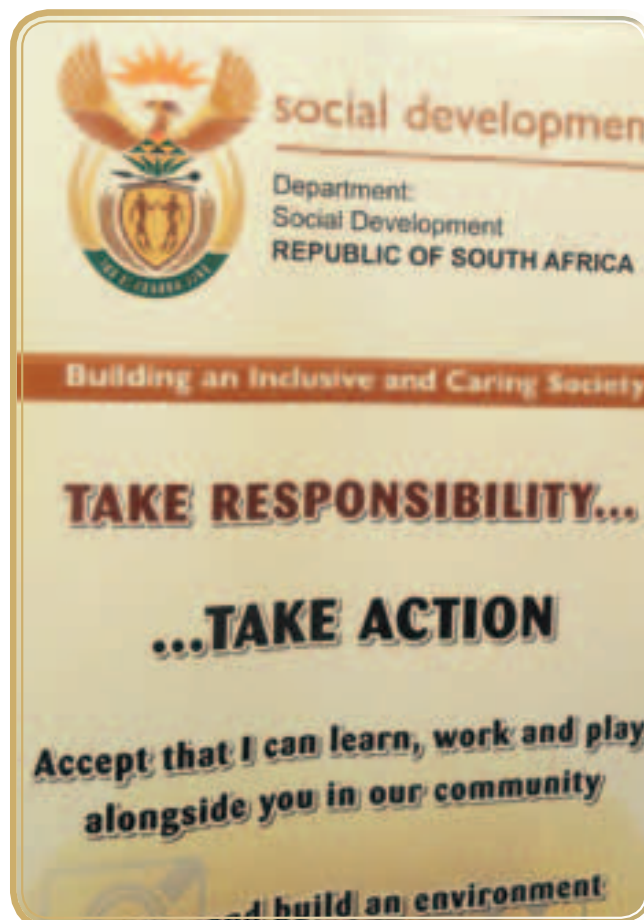 social developmen
Department:
Social Development
REPUBLIC OF SOUTH AFRICA
Building an Inclusive and Caring Society
TAKE RESPONSIBILITY...
...TAKE ACTION
Accept that I can learn, work and play
alongside you in our community
build an environment